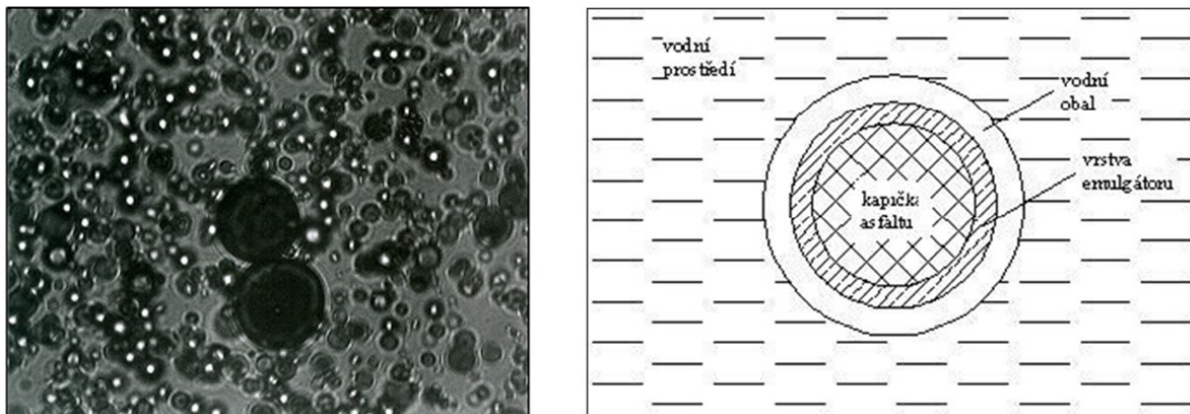 vodní
prostředí
vodní
obal
vrstva
emulgátoru
kapička
asfaltu